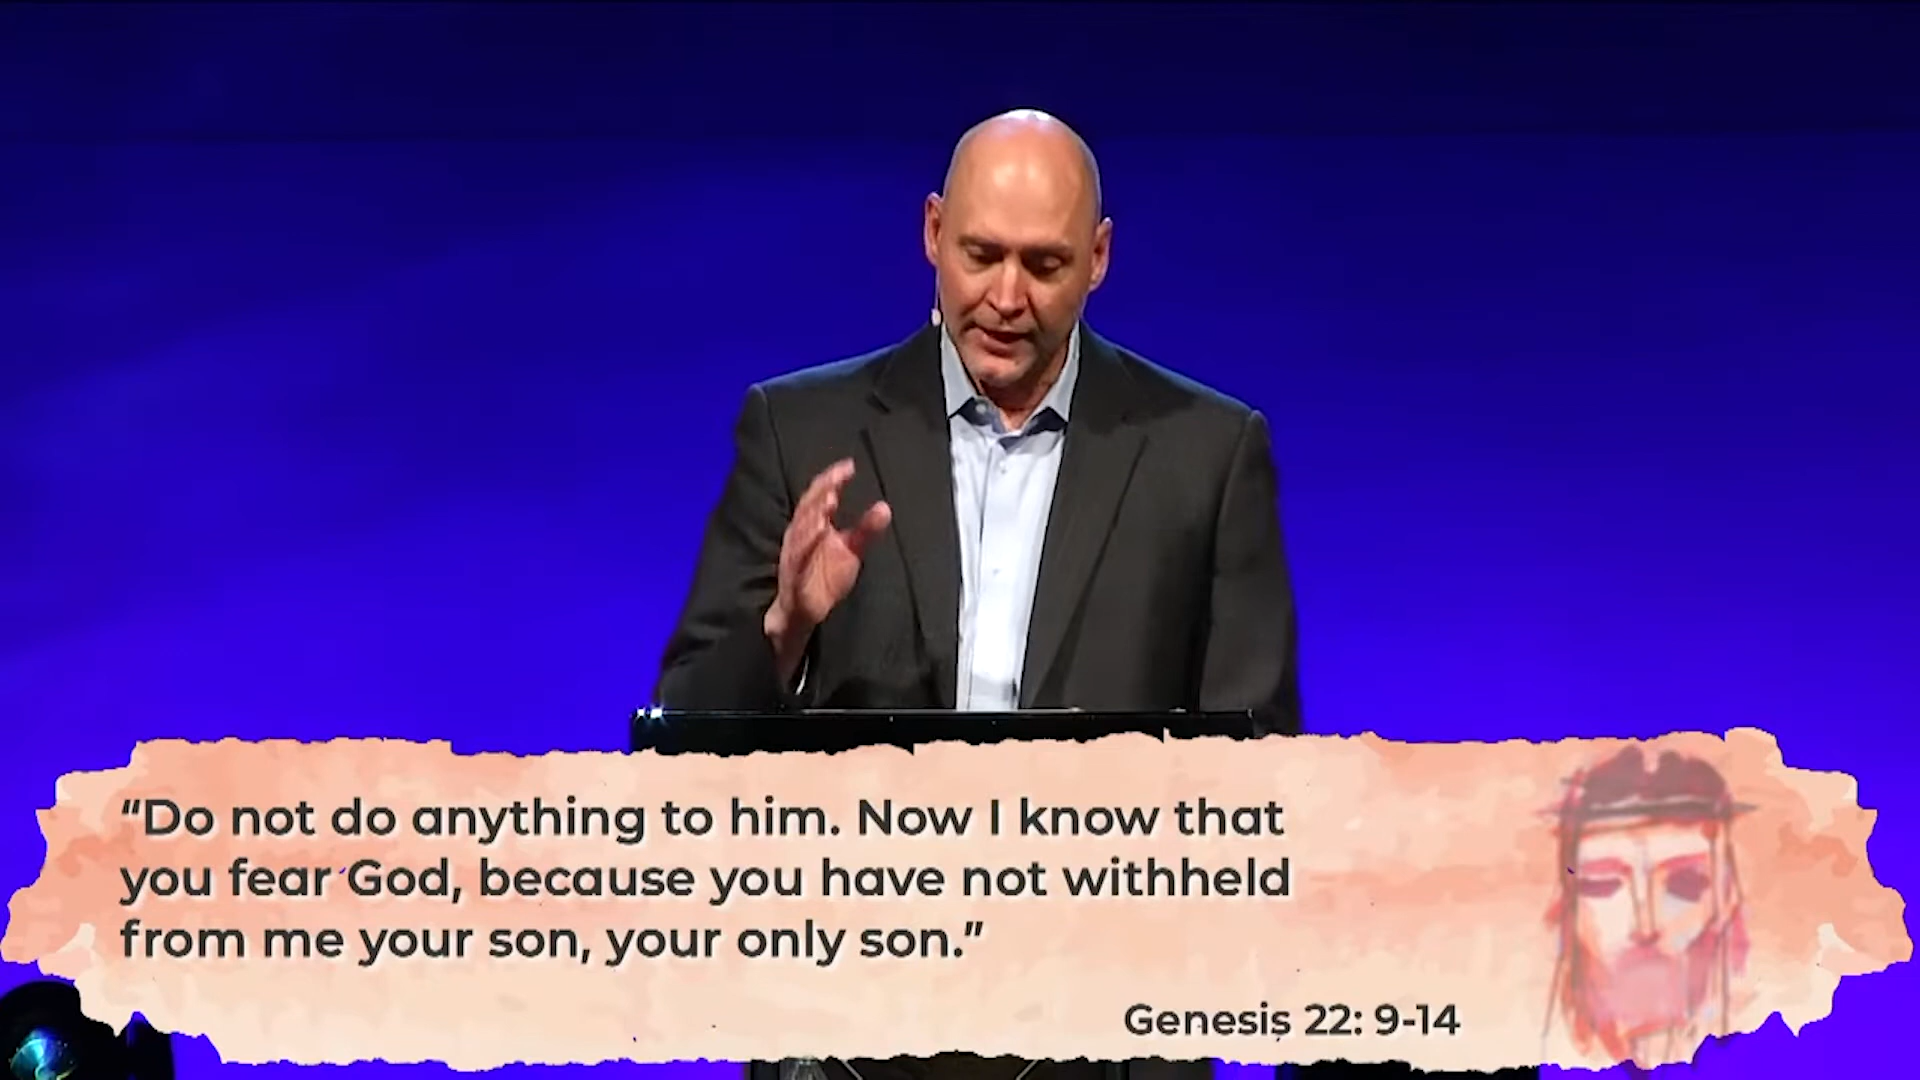 “Do not do anything to him. Now I know that
you fear God, because you have not withheld
from me your son, your only son.”
Genesis 22: 9-14